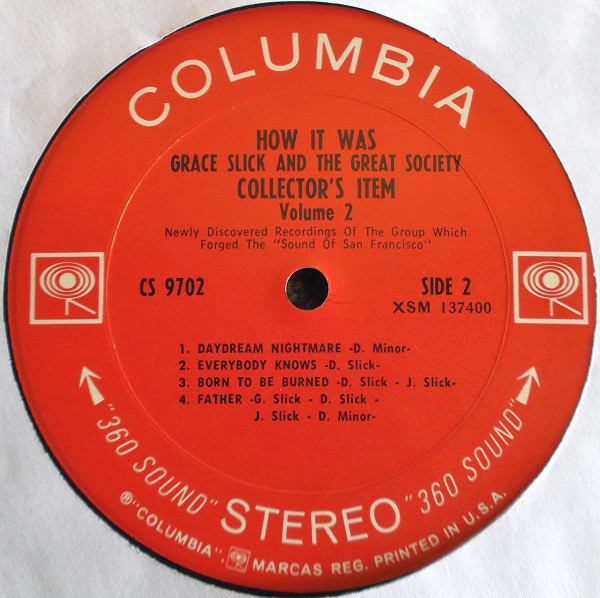 COLUMBIA
HOW IT WAS
GRACE SLICK AND THE GREAT SOCIETY
COLLECTOR'S ITEM
Volume 2
Newly Discovered Recordings Of The Group Which
Forged The "Sound Of San Francisco"
CS 9702
SIDE 2
XSM 137400
1. DAYDREAM NIGHTMARE -D. Minor-
2. EVERYBODY KNOWS -D. Slick-
3. BORN TO BE BURNED -D. Slick - J. Slick-
4. FATHER -G. Slick - D. Slick -
J. Slick - D. Minor-
"360 SOUND" STEREO "360 SOUND"
®"COLUMBIA", MARCAS REG. PRINTED IN U.S.A.